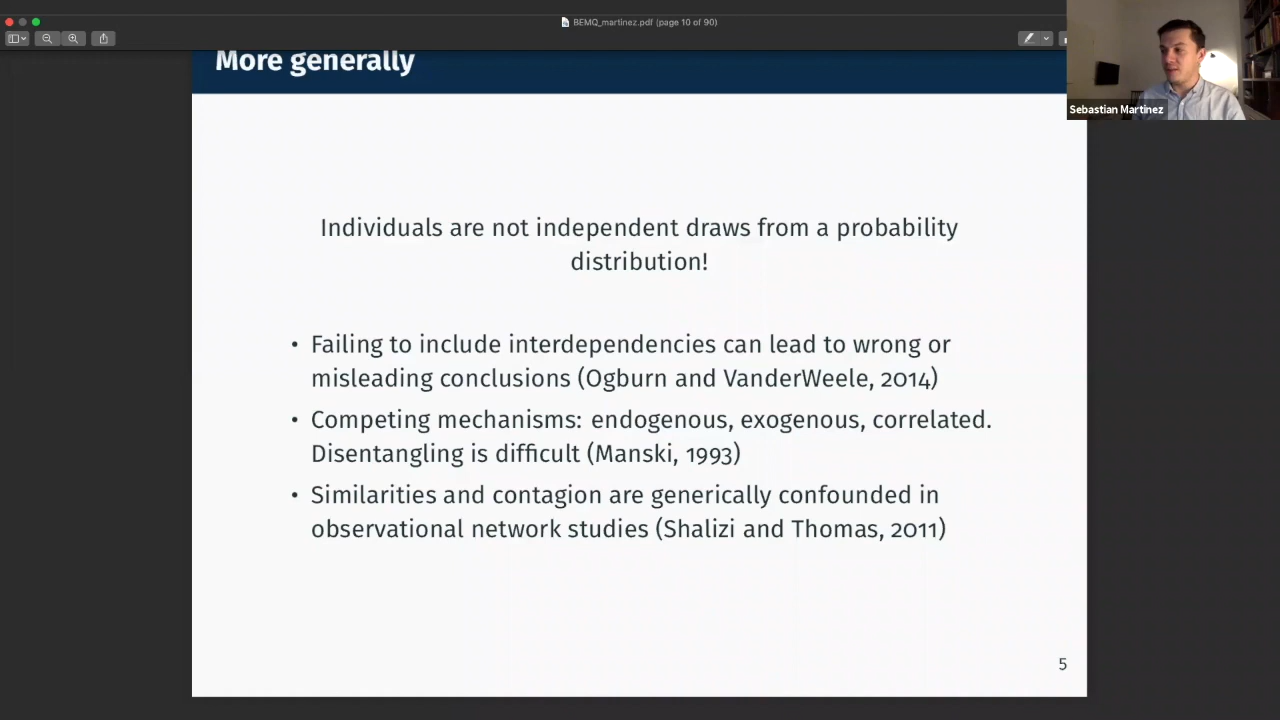 BEMQ_martinez.pdf (page 10 of 90)
More generally
Sebastian Martinez
Individuals are not independent draws from a probability
distribution!
• Failing to include interdependencies can lead to wrong or
misleading conclusions (Ogburn and VanderWeele, 2014)
• Competing mechanisms: endogenous, exogenous, correlated.
Disentangling is difficult (Manski, 1993)
• Similarities and contagion are generically confounded in
observational network studies (Shalizi and Thomas, 2011)
5